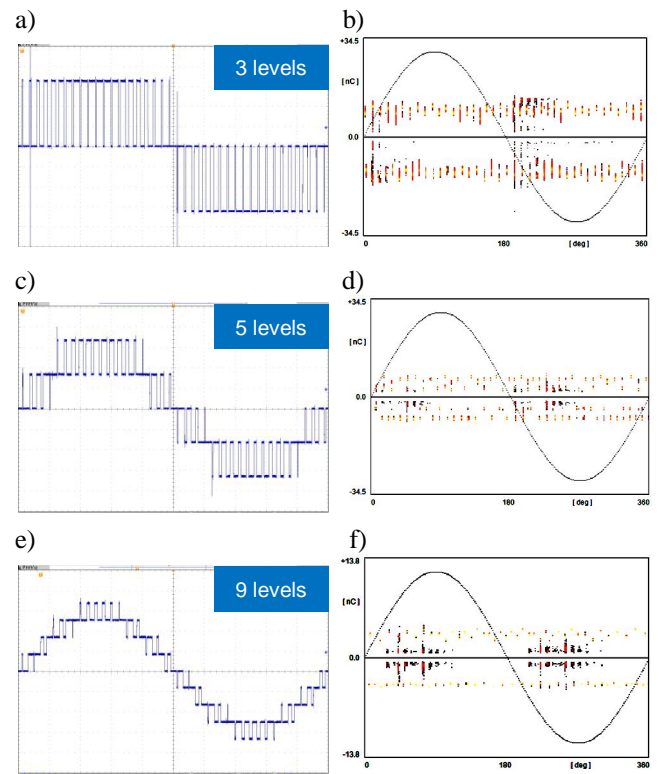 a)
3 levels
b)
+34.5
[nC]
0.0
-34.5
0
180
[deg]
360
c)
5 levels
d)
+34.5
[nC]
0.0
-34.5
0
180
[deg]
360
e)
9 levels
f)
+13.8
[nC]
0.0
-13.8
0
180
[deg]
360